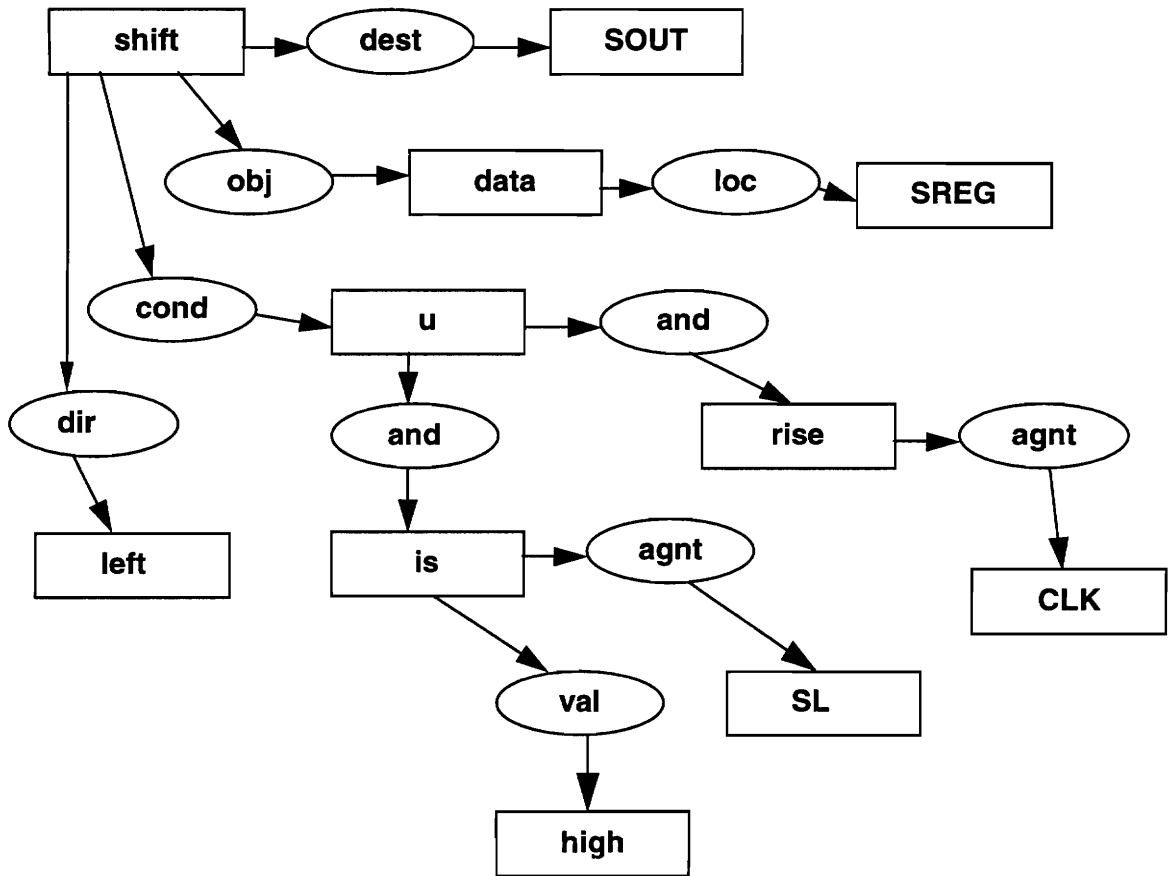 shift
dest
SOUT
obj
data
loc
SREG
cond
u
and
dir
and
rise
agnt
left
is
agnt
CLK
val
SL
high